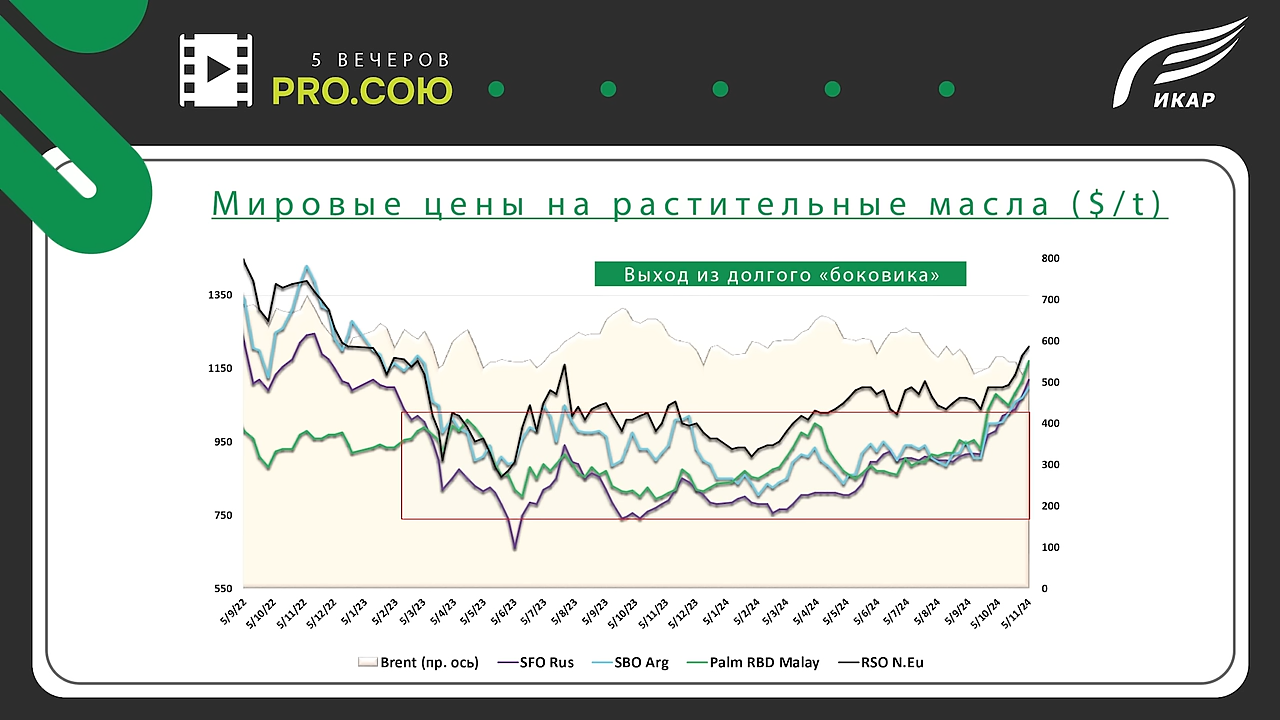 5 ВЕЧЕРОВ
PRO.СОЮ
ИКАР
Мировые цены на растительные масла ($/t)
Выход из долгого «боковика»
1350
1150
950
750
550
800
700
600
500
400
300
200
100
0
5/9/22 5/10/22 5/11/22 5/12/22 5/1/23 5/2/23 5/3/23 5/4/23 5/5/23 5/6/23 5/7/23 5/8/23 5/9/23 5/10/23 5/11/23 5/12/23 5/1/24 5/2/24 5/3/24 5/4/24 5/5/24 5/6/24 5/7/24 5/8/24 5/9/24 5/10/24 5/11/24
Brent (пр. ось) SFO Rus SBO Arg Palm RBD Malay RSO N.Eu